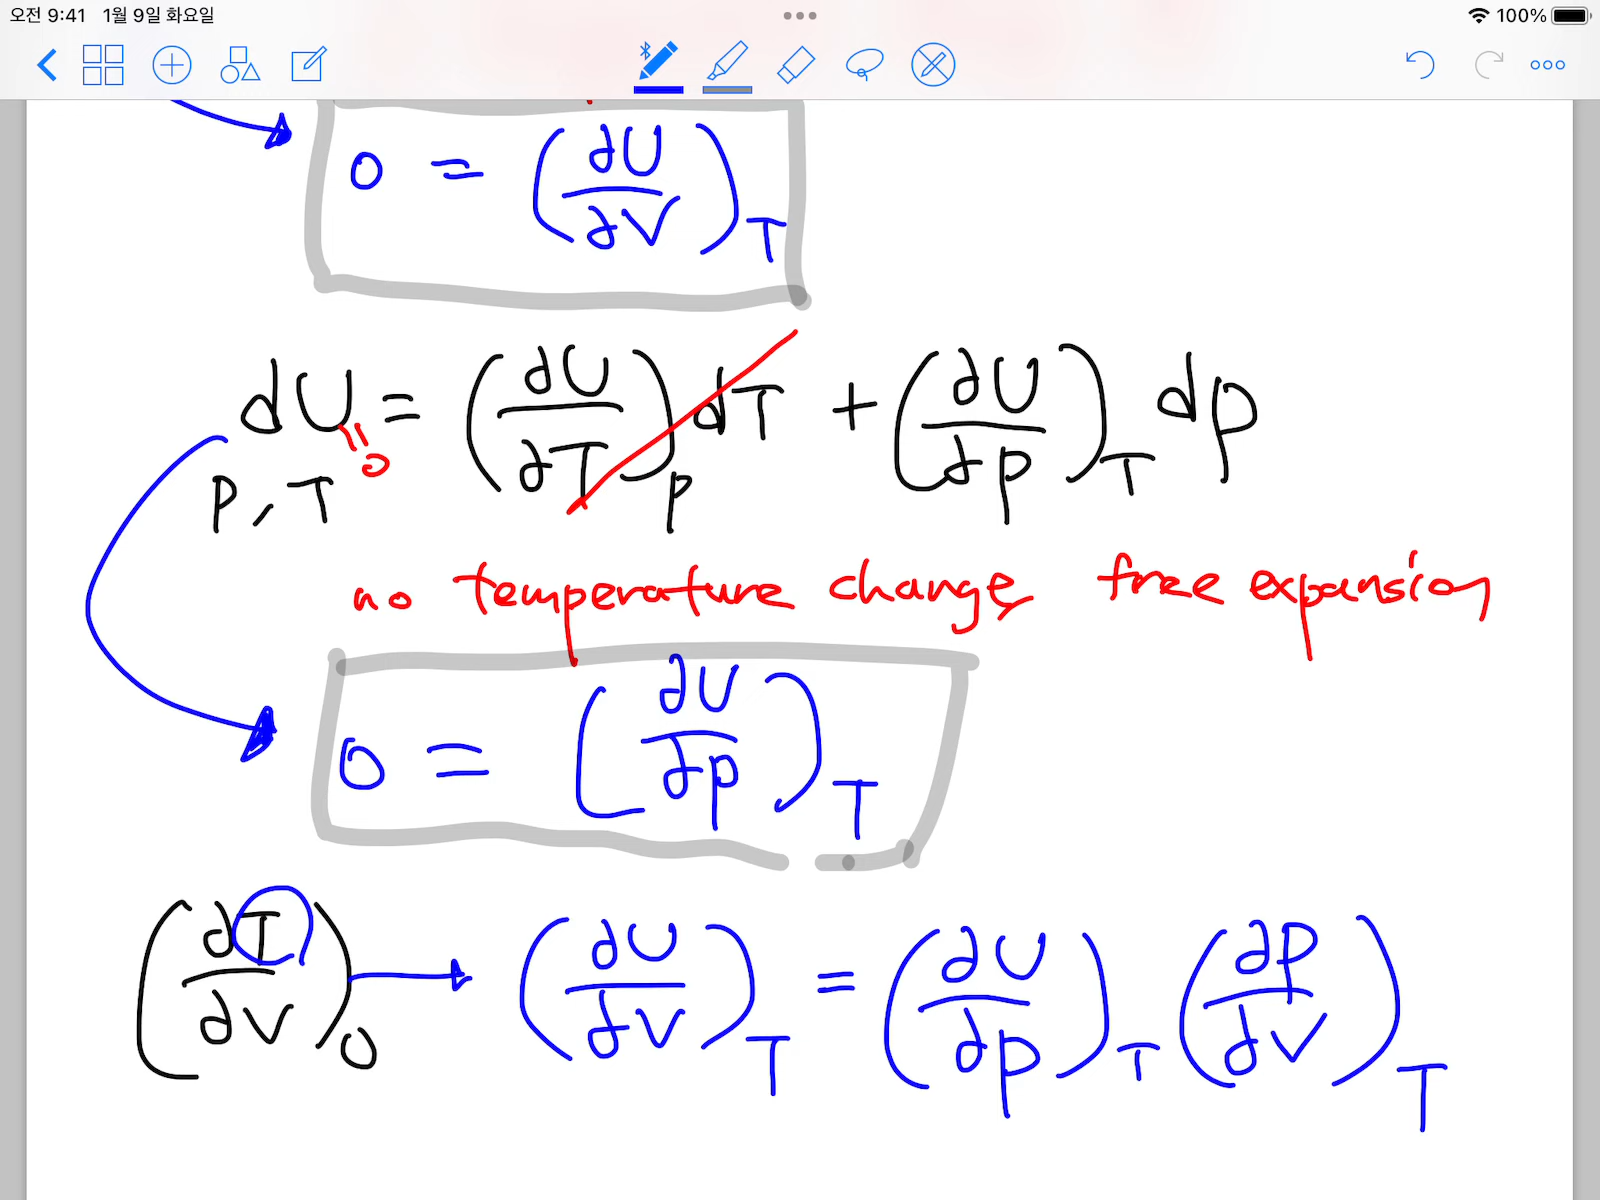 오전 9:41 1월 9일 화요일 100%
0 = (∂U/∂V)_T
dU = (∂U/∂T)_p dT + (∂U/∂p)_T dp
= 0
P, T
no temperature change, free expansion
0 = (∂U/∂p)_T
(∂T/∂V)_U → (∂U/∂V)_T = (∂U/∂p)_T (∂P/∂V)_T